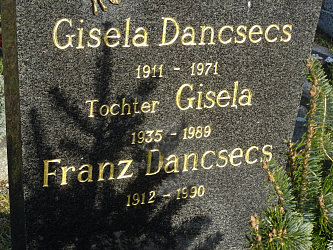 Gisela Dancsecs
1911 - 1971
Tochter Gisela
1935 - 1989
Franz Dancsecs
1912 - 1990